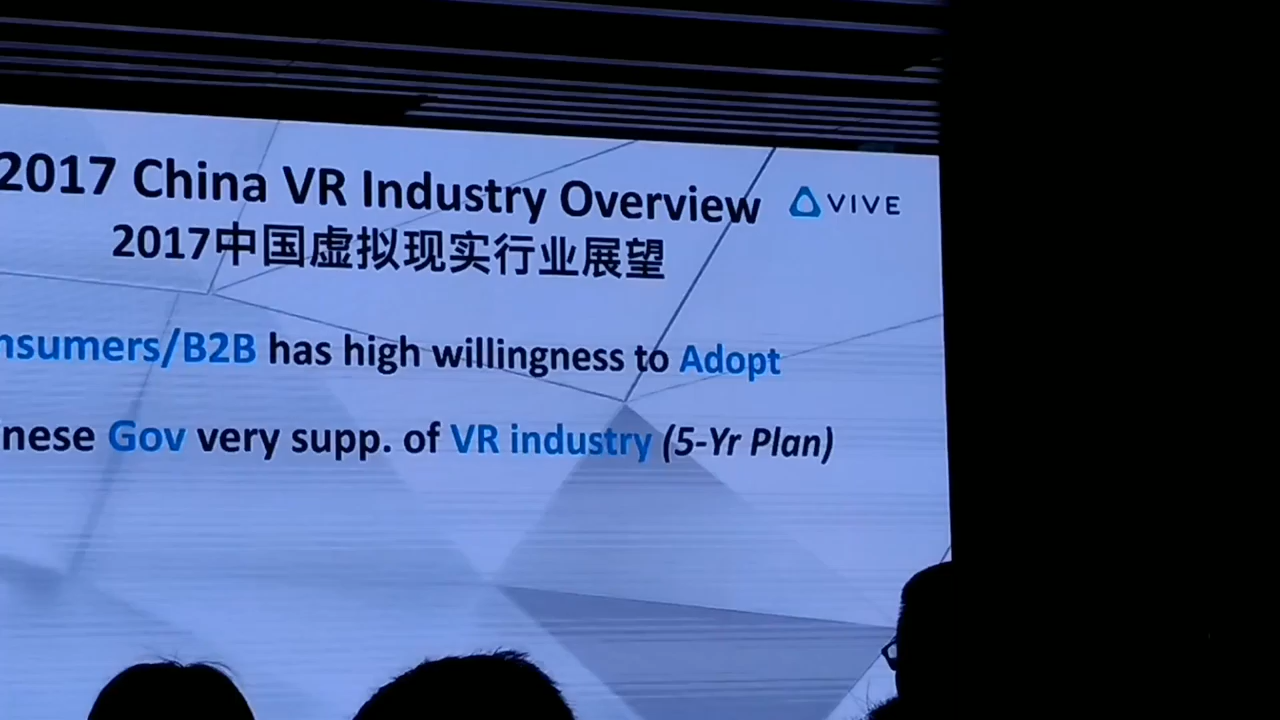 2017 China VR Industry Overview
VIVE
2017中国虚拟现实行业展望
nsumers/B2B has high willingness to Adopt
nese Gov very supp. of VR industry (5-Yr Plan)